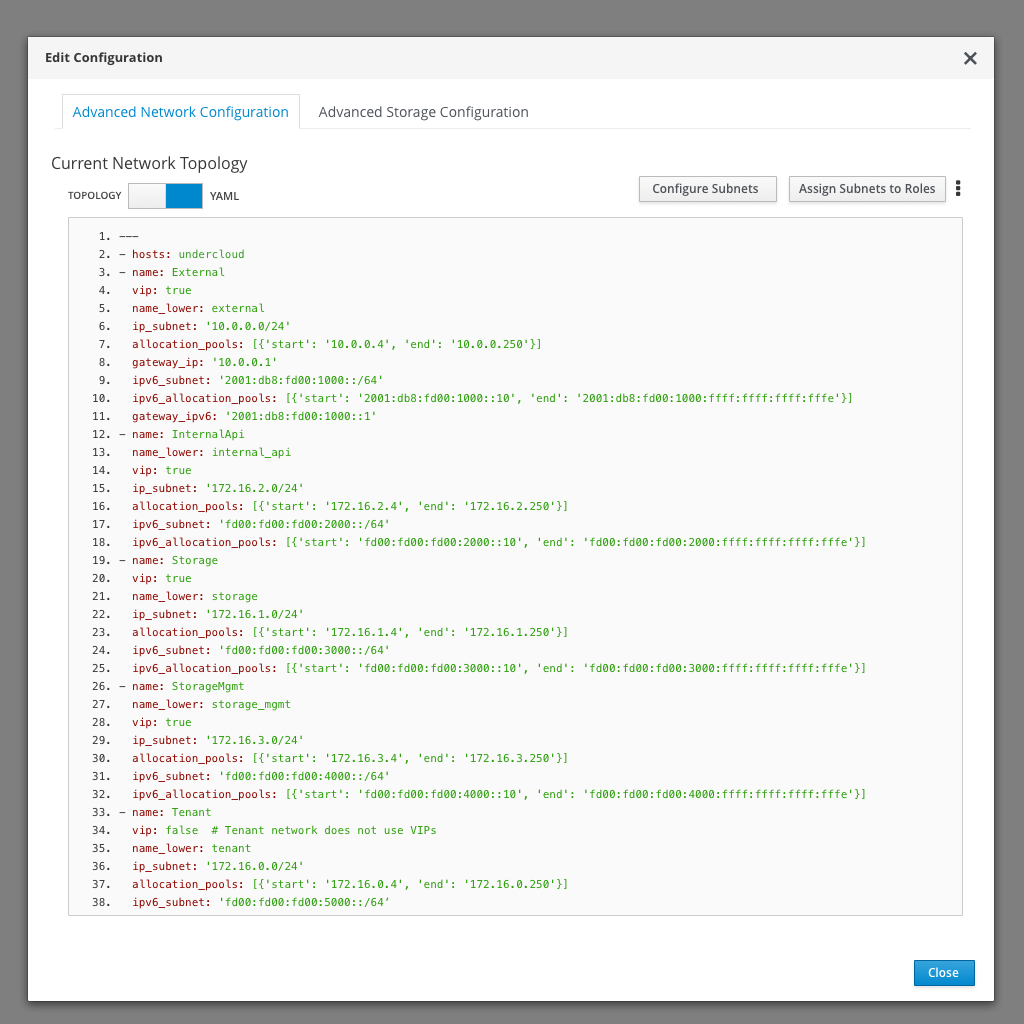 Edit Configuration
Advanced Network Configuration Advanced Storage Configuration
Current Network Topology
TOPOLOGY YAML Configure Subnets Assign Subnets to Roles
1. ---
2. - hosts: undercloud
3. - name: External
4. vip: true
5. name_lower: external
6. ip_subnet: '10.0.0.0/24'
7. allocation_pools: [{'start': '10.0.0.4', 'end': '10.0.0.250'}]
8. gateway_ip: '10.0.0.1'
9. ipv6_subnet: '2001:db8:fd00:1000::/64'
10. ipv6_allocation_pools: [{'start': '2001:db8:fd00:1000::10', 'end': '2001:db8:fd00:1000:ffff:ffff:ffff:fffe'}]
11. gateway_ipv6: '2001:db8:fd00:1000::1'
12. - name: InternalApi
13. name_lower: internal_api
14. vip: true
15. ip_subnet: '172.16.2.0/24'
16. allocation_pools: [{'start': '172.16.2.4', 'end': '172.16.2.250'}]
17. ipv6_subnet: 'fd00:fd00:fd00:2000::/64'
18. ipv6_allocation_pools: [{'start': 'fd00:fd00:fd00:2000::10', 'end': 'fd00:fd00:fd00:2000:ffff:ffff:ffff:fffe'}]
19. - name: Storage
20. vip: true
21. name_lower: storage
22. ip_subnet: '172.16.1.0/24'
23. allocation_pools: [{'start': '172.16.1.4', 'end': '172.16.1.250'}]
24. ipv6_subnet: 'fd00:fd00:fd00:3000::/64'
25. ipv6_allocation_pools: [{'start': 'fd00:fd00:fd00:3000::10', 'end': 'fd00:fd00:fd00:3000:ffff:ffff:ffff:fffe'}]
26. - name: StorageMgmt
27. name_lower: storage_mgmt
28. vip: true
29. ip_subnet: '172.16.3.0/24'
30. allocation_pools: [{'start': '172.16.3.4', 'end': '172.16.3.250'}]
31. ipv6_subnet: 'fd00:fd00:fd00:4000::/64'
32. ipv6_allocation_pools: [{'start': 'fd00:fd00:fd00:4000::10', 'end': 'fd00:fd00:fd00:4000:ffff:ffff:ffff:fffe'}]
33. - name: Tenant
34. vip: false # Tenant network does not use VIPs
35. name_lower: tenant
36. ip_subnet: '172.16.0.0/24'
37. allocation_pools: [{'start': '172.16.0.4', 'end': '172.16.0.250'}]
38. ipv6_subnet: 'fd00:fd00:fd00:5000::/64‘
Close